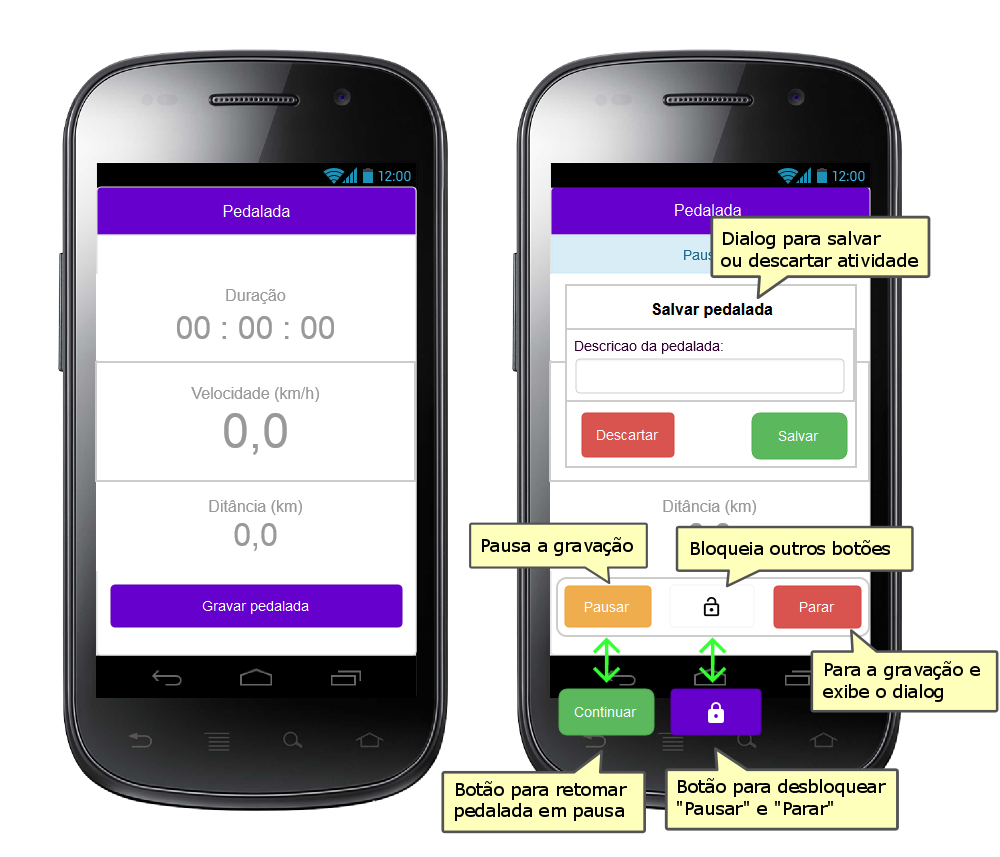 12:00
Pedalada
Duração
00 : 00 : 00
Velocidade (km/h)
0,0
Ditância (km)
0,0
Gravar pedalada
12:00
Pedalada
Dialog para salvar
ou descartar atividade
Salvar pedalada
Descricao da pedalada:
Descartar
Salvar
Ditância (km)
Pausa a gravação
Bloqueia outros botões
Pausar
Parar
Para a gravação e
exibe o dialog
Continuar
Botão para retomar
pedalada em pausa
Botão para desbloquear
"Pausar" e "Parar"